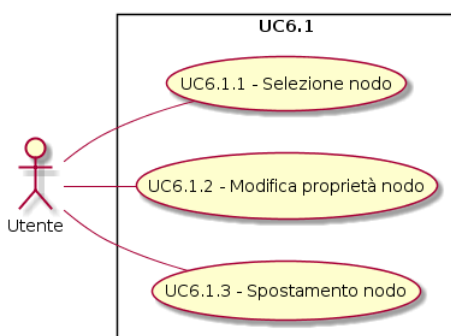 UC6.1
UC6.1.1 - Selezione nodo
UC6.1.2 - Modifica proprietà nodo
Utente
UC6.1.3 - Spostamento nodo